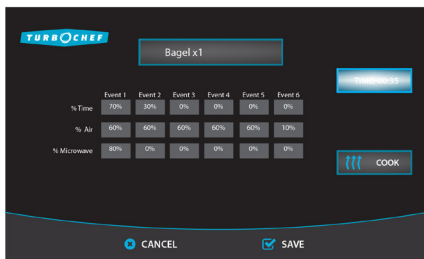 TURBOCHEF
Bagel x1
Event 1 Event 2 Event 3 Event 4 Event 5 Event 6
% Time 70% 30% 0% 0% 0% 0%
% Air 60% 60% 60% 60% 60% 10%
% Microwave 80% 0% 0% 0% 0% 0%
COOK
CANCEL SAVE